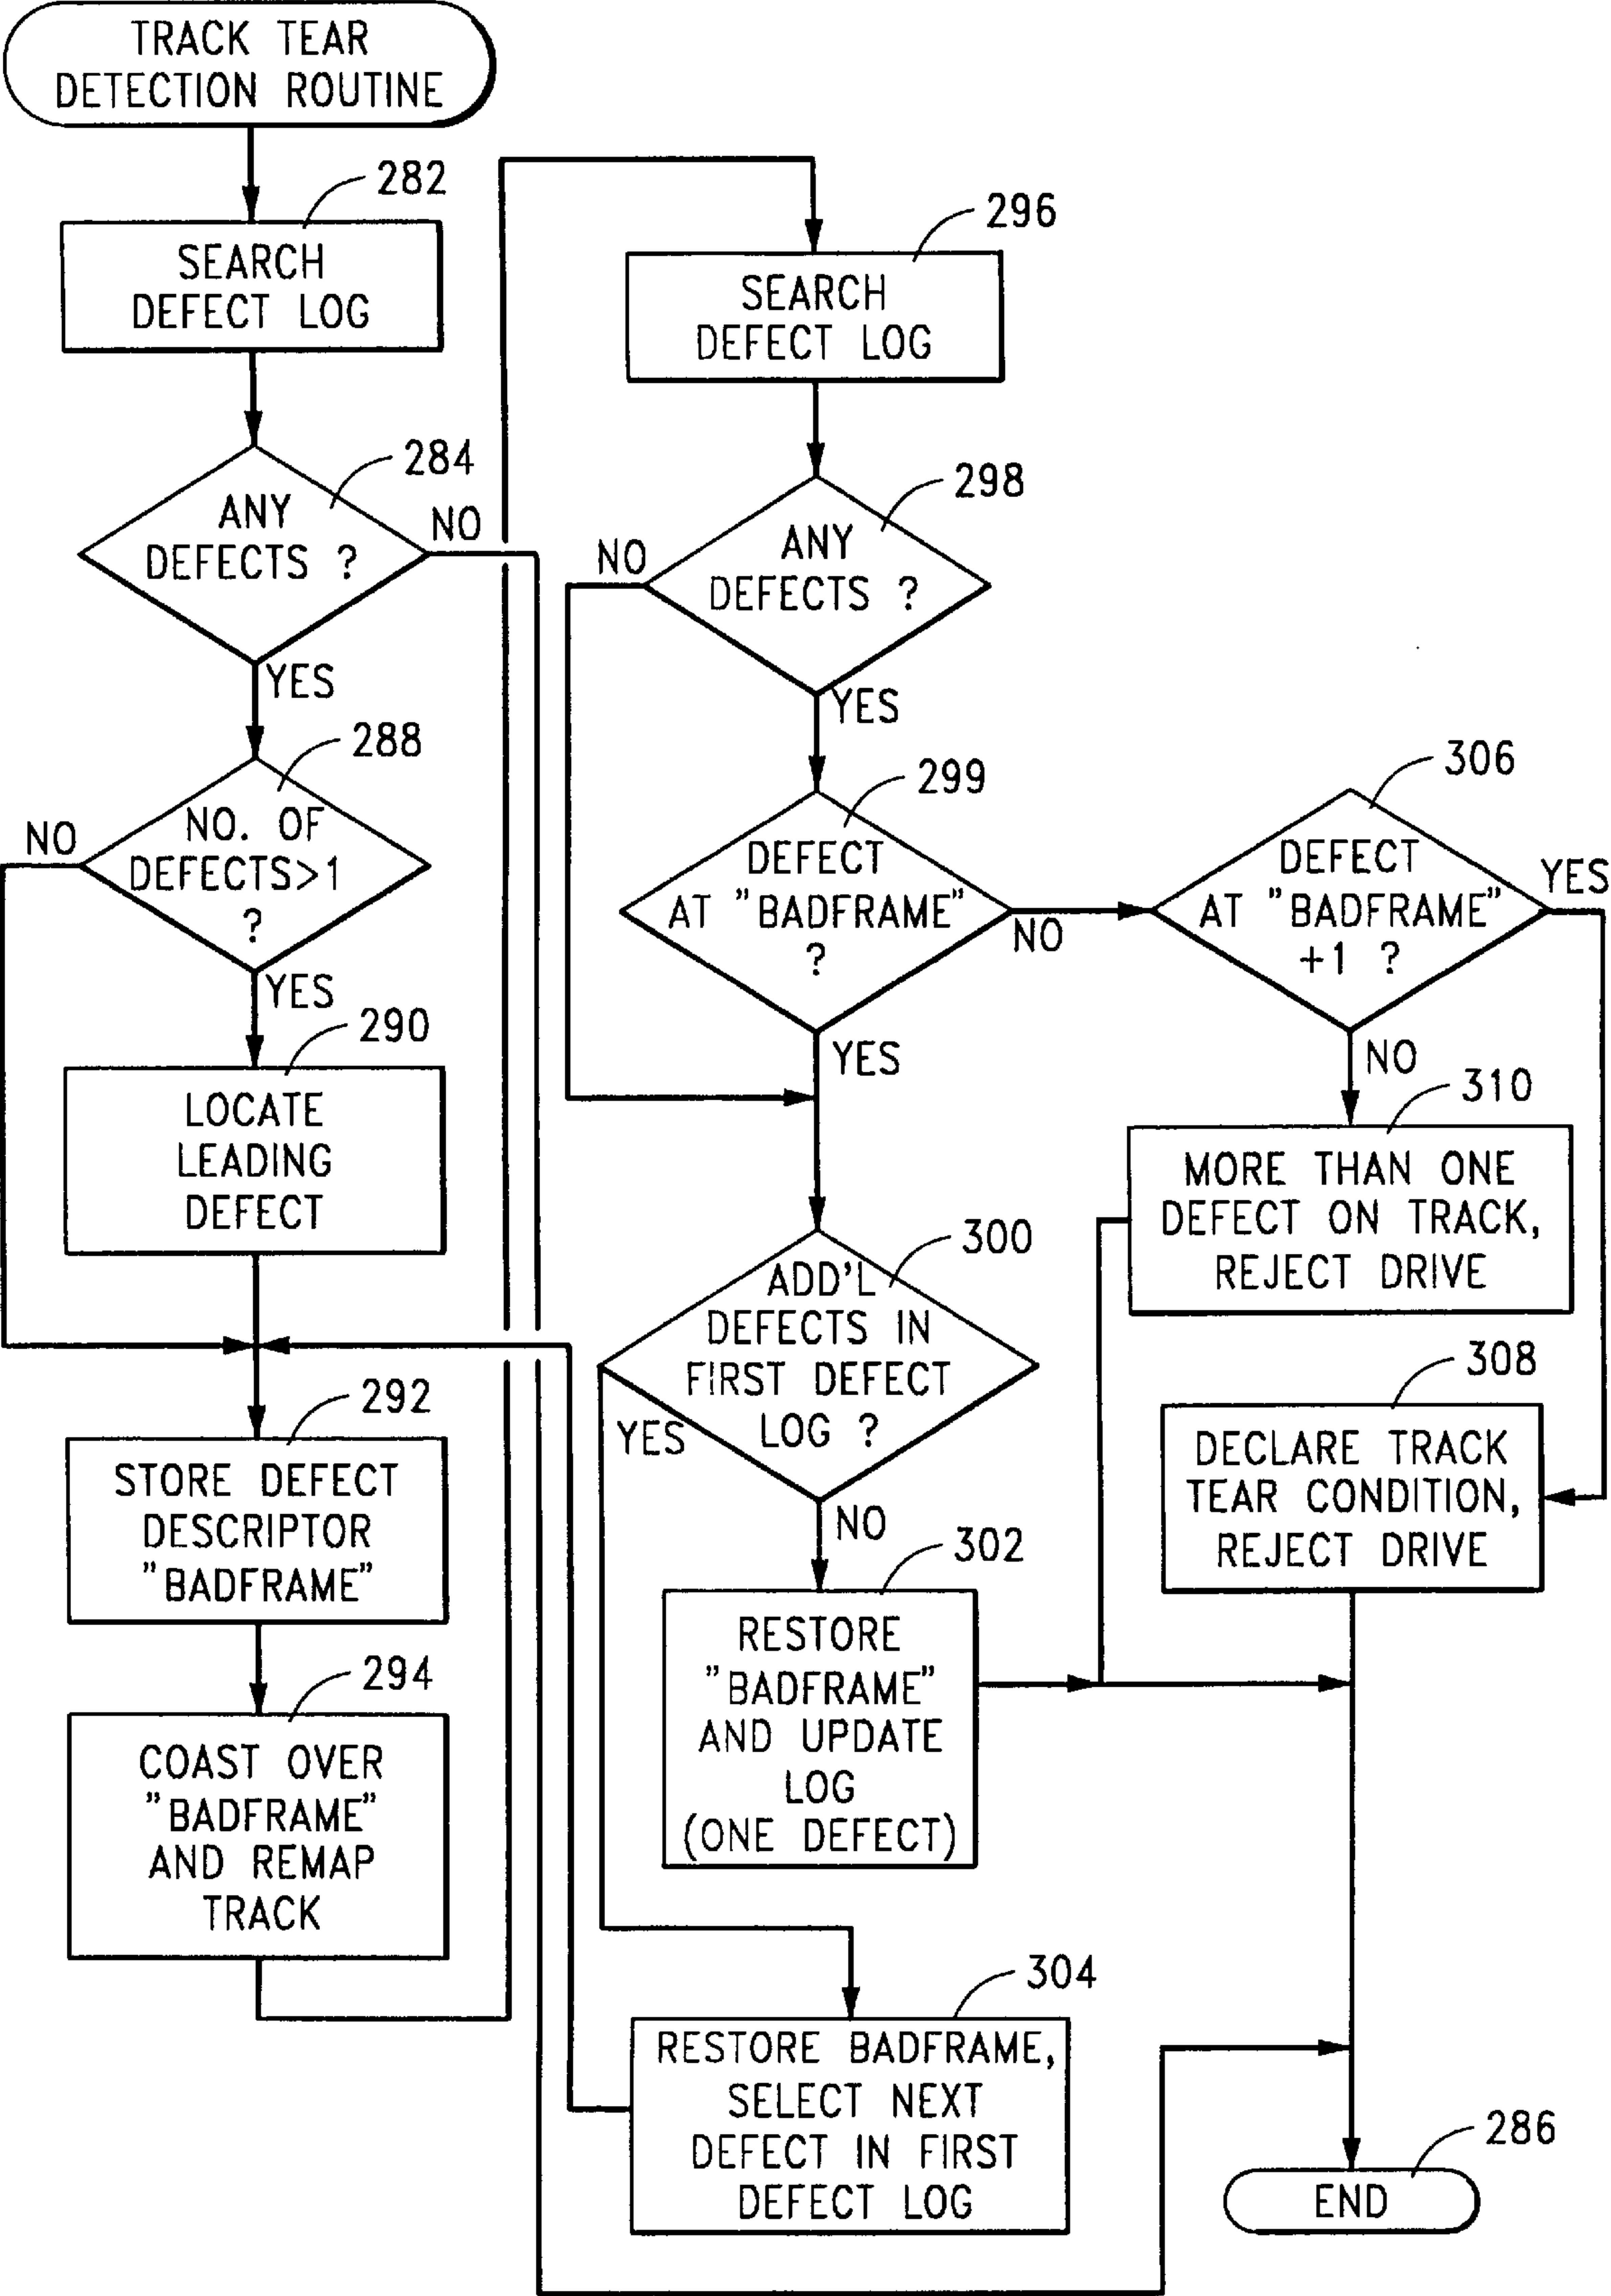 TRACK TEAR
DETECTION ROUTINE
282
SEARCH
DEFECT LOG
284
ANY
DEFECTS ?
NO
YES
288
NO. OF
DEFECTS>1
?
NO
YES
290
LOCATE
LEADING
DEFECT
292
STORE DEFECT
DESCRIPTOR
"BADFRAME"
294
COAST OVER
"BADFRAME"
AND REMAP
TRACK
296
SEARCH
DEFECT LOG
298
ANY
DEFECTS ?
NO
YES
299
DEFECT
AT "BADFRAME"
?
NO
YES
300
ADD'L
DEFECTS IN
FIRST DEFECT
LOG ?
YES
NO
302
RESTORE
"BADFRAME"
AND UPDATE
LOG
(ONE DEFECT)
304
RESTORE BADFRAME,
SELECT NEXT
DEFECT IN FIRST
DEFECT LOG
306
DEFECT
AT "BADFRAME"
+1 ?
YES
NO
310
MORE THAN ONE
DEFECT ON TRACK,
REJECT DRIVE
308
DECLARE TRACK
TEAR CONDITION,
REJECT DRIVE
286
END